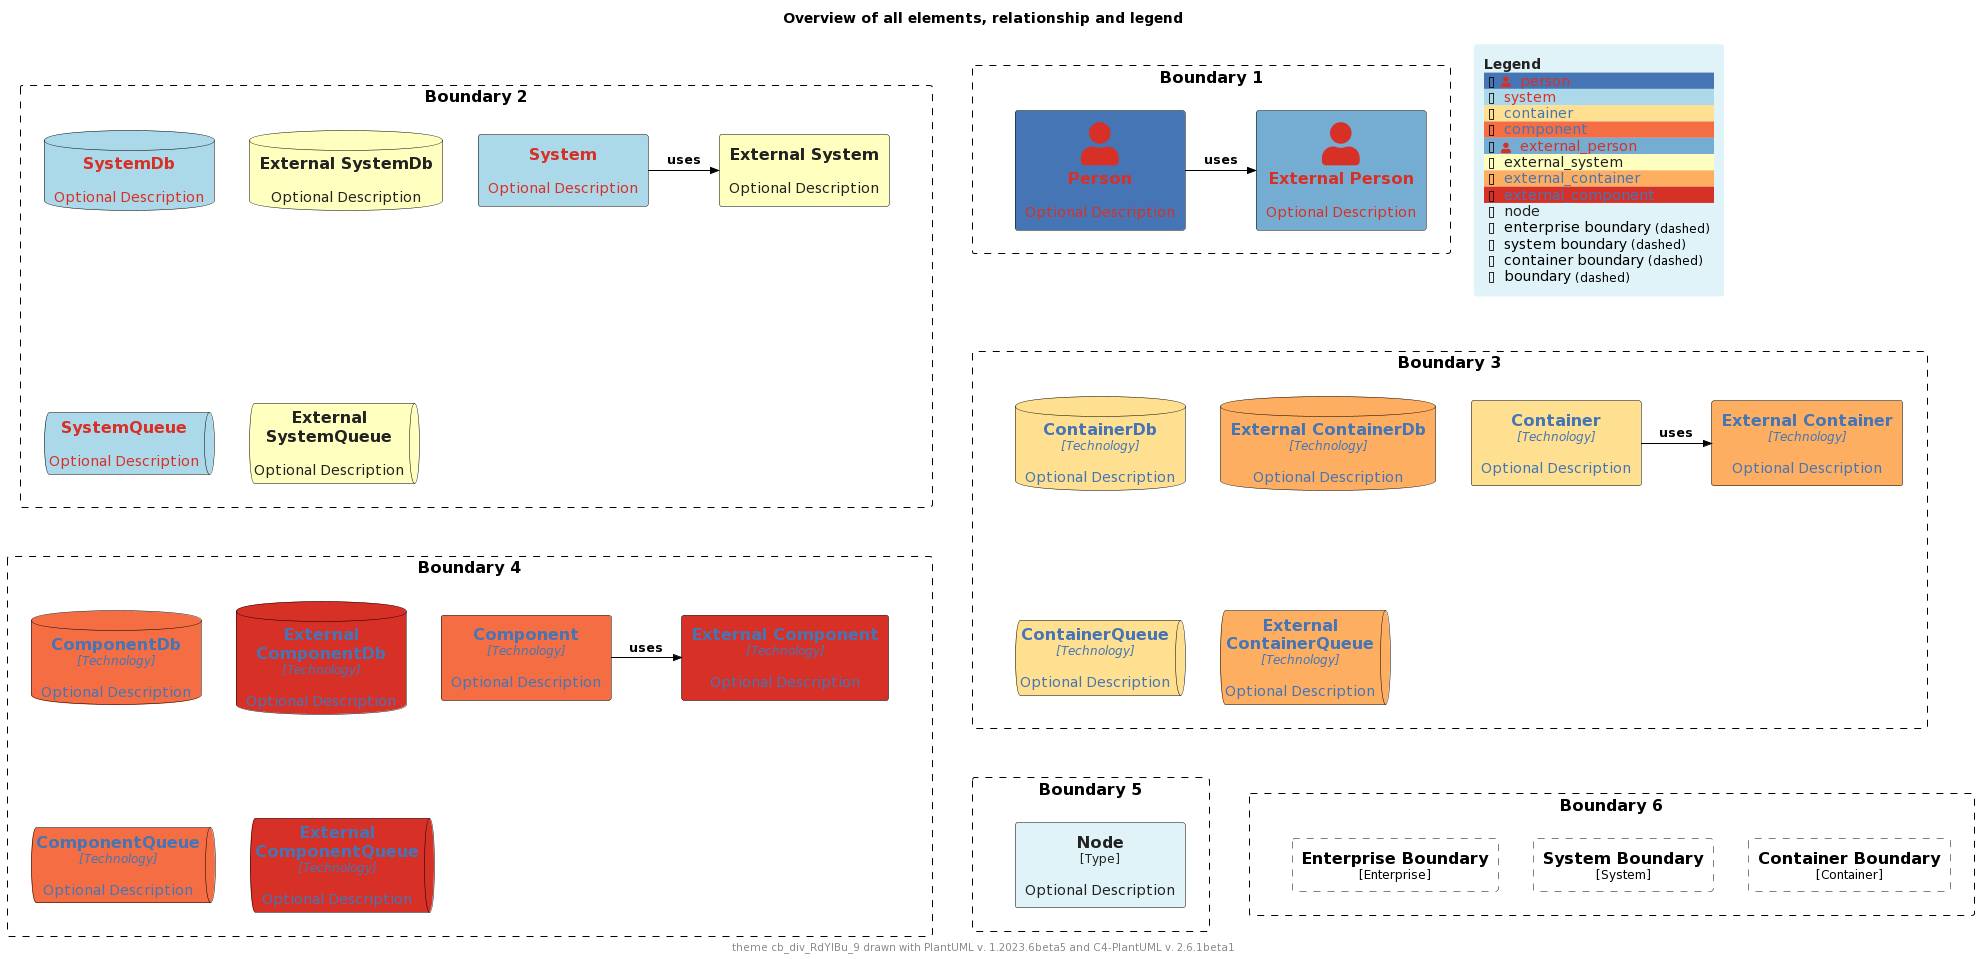 Overview of all elements, relationship and legend
Boundary 2
SystemDb
Optional Description
External SystemDb
Optional Description
System
Optional Description
uses
External System
Optional Description
SystemQueue
Optional Description
External
SystemQueue
Optional Description
Boundary 1
Person
Optional Description
uses
External Person
Optional Description
Legend
person
system
container
component
external_person
external_system
external_container
external_component
node
enterprise boundary (dashed)
system boundary (dashed)
container boundary (dashed)
boundary (dashed)
Boundary 3
ContainerDb
[Technology]
Optional Description
External ContainerDb
[Technology]
Optional Description
Container
[Technology]
Optional Description
uses
External Container
[Technology]
Optional Description
ContainerQueue
[Technology]
Optional Description
External
ContainerQueue
[Technology]
Optional Description
Boundary 4
ComponentDb
[Technology]
Optional Description
External
ComponentDb
[Technology]
Optional Description
Component
[Technology]
Optional Description
uses
External Component
[Technology]
Optional Description
ComponentQueue
[Technology]
Optional Description
External
ComponentQueue
[Technology]
Optional Description
Boundary 5
Node
[Type]
Optional Description
Boundary 6
Enterprise Boundary
[Enterprise]
System Boundary
[System]
Container Boundary
[Container]
theme cb_div_RdYlBu_9 drawn with PlantUML v. 1.2023.6beta5 and C4-PlantUML v. 2.6.1beta1